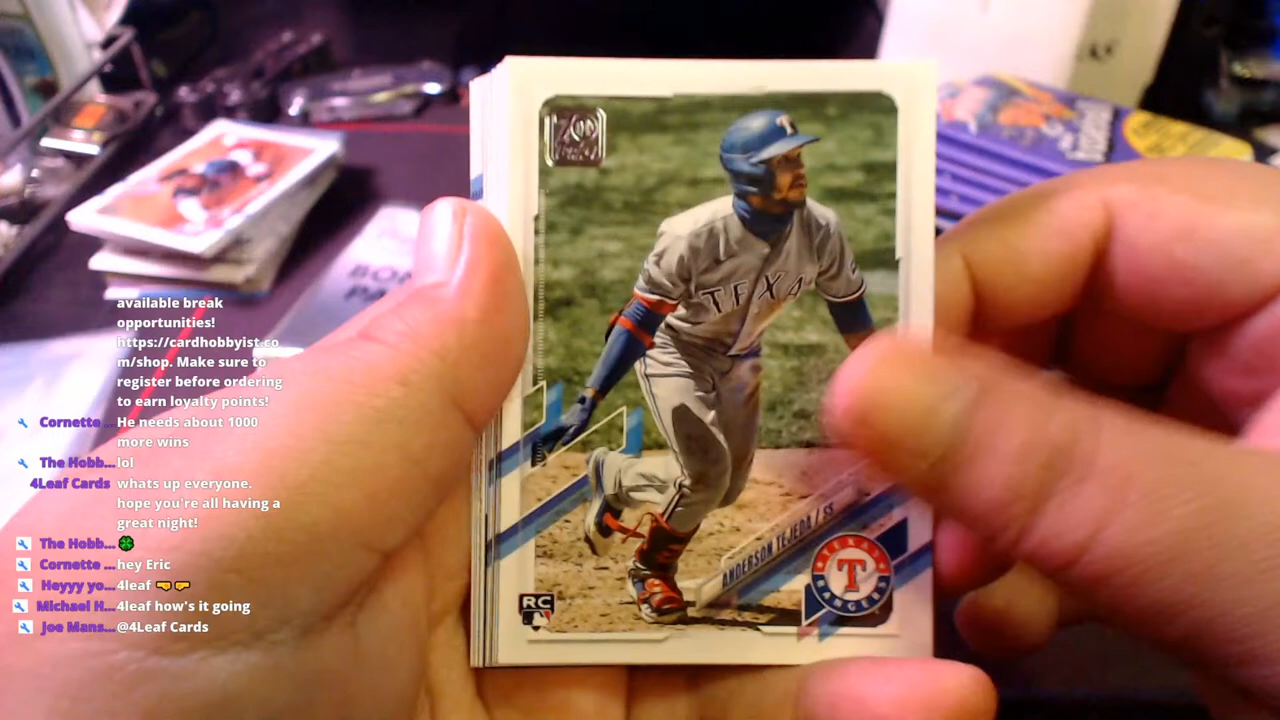 available break
opportunities!
https://cardhobbyist.co
m/shop. Make sure to
register before ordering
to earn loyalty points!
Cornette ... He needs about 1000
more wins
The Hobb... lol
4Leaf Cards whats up everyone.
hope you're all having a
great night!
The Hobb... 🍀
Cornette ... hey Eric
Heyyy yo... 4leaf 🤜🤛
Michael H... 4leaf how's it going
Joe Mans... @4Leaf Cards
70
T
TEXA
ANDERSON TEJEDA / SS
TEXAS
T
RANGERS
RC